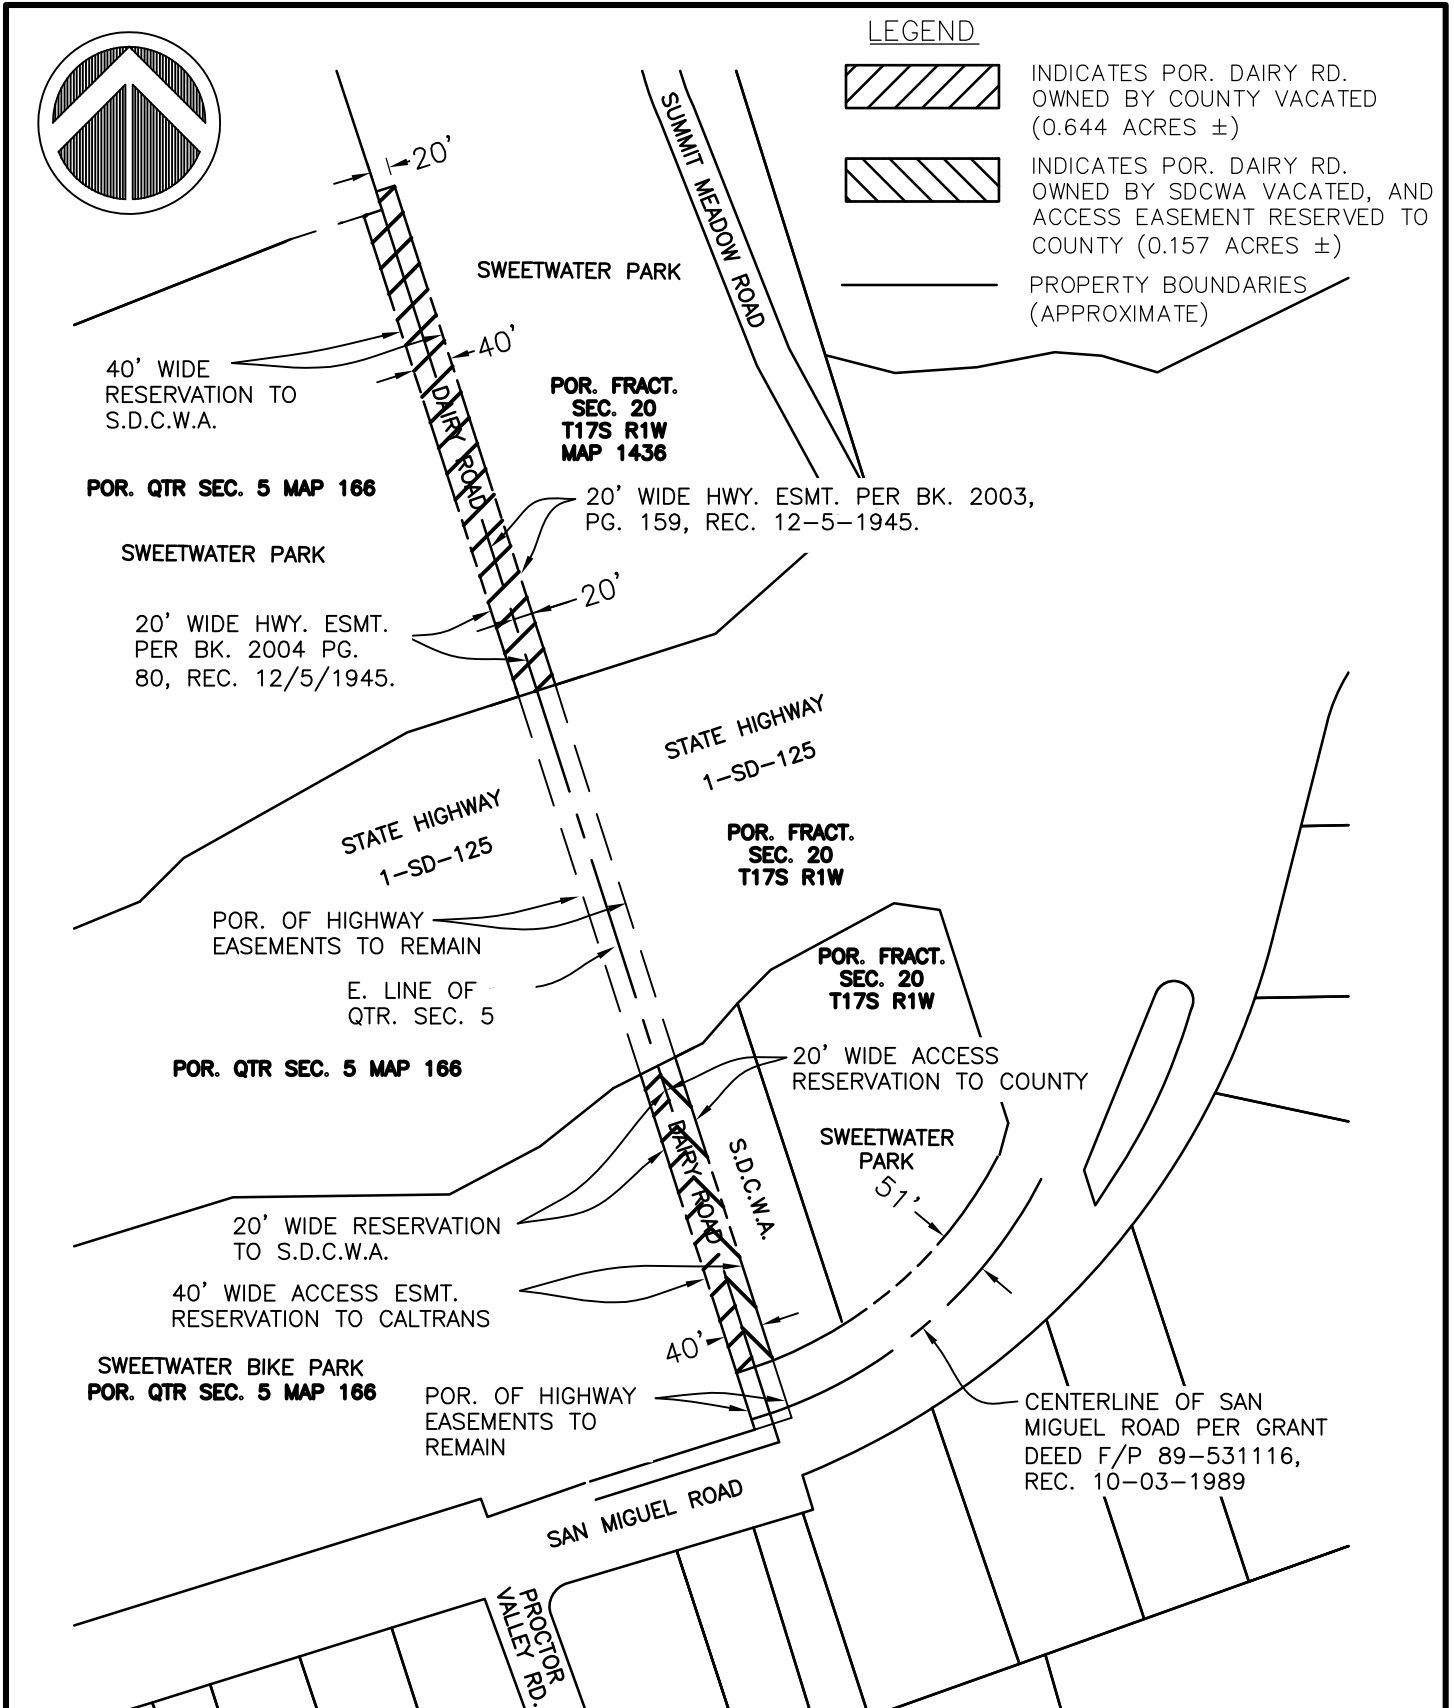 LEGEND
INDICATES POR. DAIRY RD.
OWNED BY COUNTY VACATED
(0.644 ACRES ±)
INDICATES POR. DAIRY RD.
OWNED BY SDCWA VACATED, AND
ACCESS EASEMENT RESERVED TO
COUNTY (0.157 ACRES ±)
PROPERTY BOUNDARIES
(APPROXIMATE)
20'
SUMMIT MEADOW ROAD
SWEETWATER PARK
40' WIDE
RESERVATION TO
S.D.C.W.A.
40'
DAIRY ROAD
POR. FRACT.
SEC. 20
T17S R1W
MAP 1436
POR. QTR SEC. 5 MAP 166
20' WIDE HWY. ESMT. PER BK. 2003,
PG. 159, REC. 12-5-1945.
SWEETWATER PARK
20'
20' WIDE HWY. ESMT.
PER BK. 2004 PG.
80, REC. 12/5/1945.
STATE HIGHWAY
1-SD-125
STATE HIGHWAY
1-SD-125
POR. FRACT.
SEC. 20
T17S R1W
POR. OF HIGHWAY
EASEMENTS TO REMAIN
POR. FRACT.
SEC. 20
T17S R1W
E. LINE OF
QTR. SEC. 5
POR. QTR SEC. 5 MAP 166
20' WIDE ACCESS
RESERVATION TO COUNTY
DAIRY ROAD
S.D.C.W.A.
SWEETWATER
PARK
51'
20' WIDE RESERVATION
TO S.D.C.W.A.
40' WIDE ACCESS ESMT.
RESERVATION TO CALTRANS
40'
SWEETWATER BIKE PARK
POR. QTR SEC. 5 MAP 166
POR. OF HIGHWAY
EASEMENTS TO
REMAIN
CENTERLINE OF SAN
MIGUEL ROAD PER GRANT
DEED F/P 89-531116,
REC. 10-03-1989
SAN MIGUEL ROAD
PROCTOR
VALLEY RD.